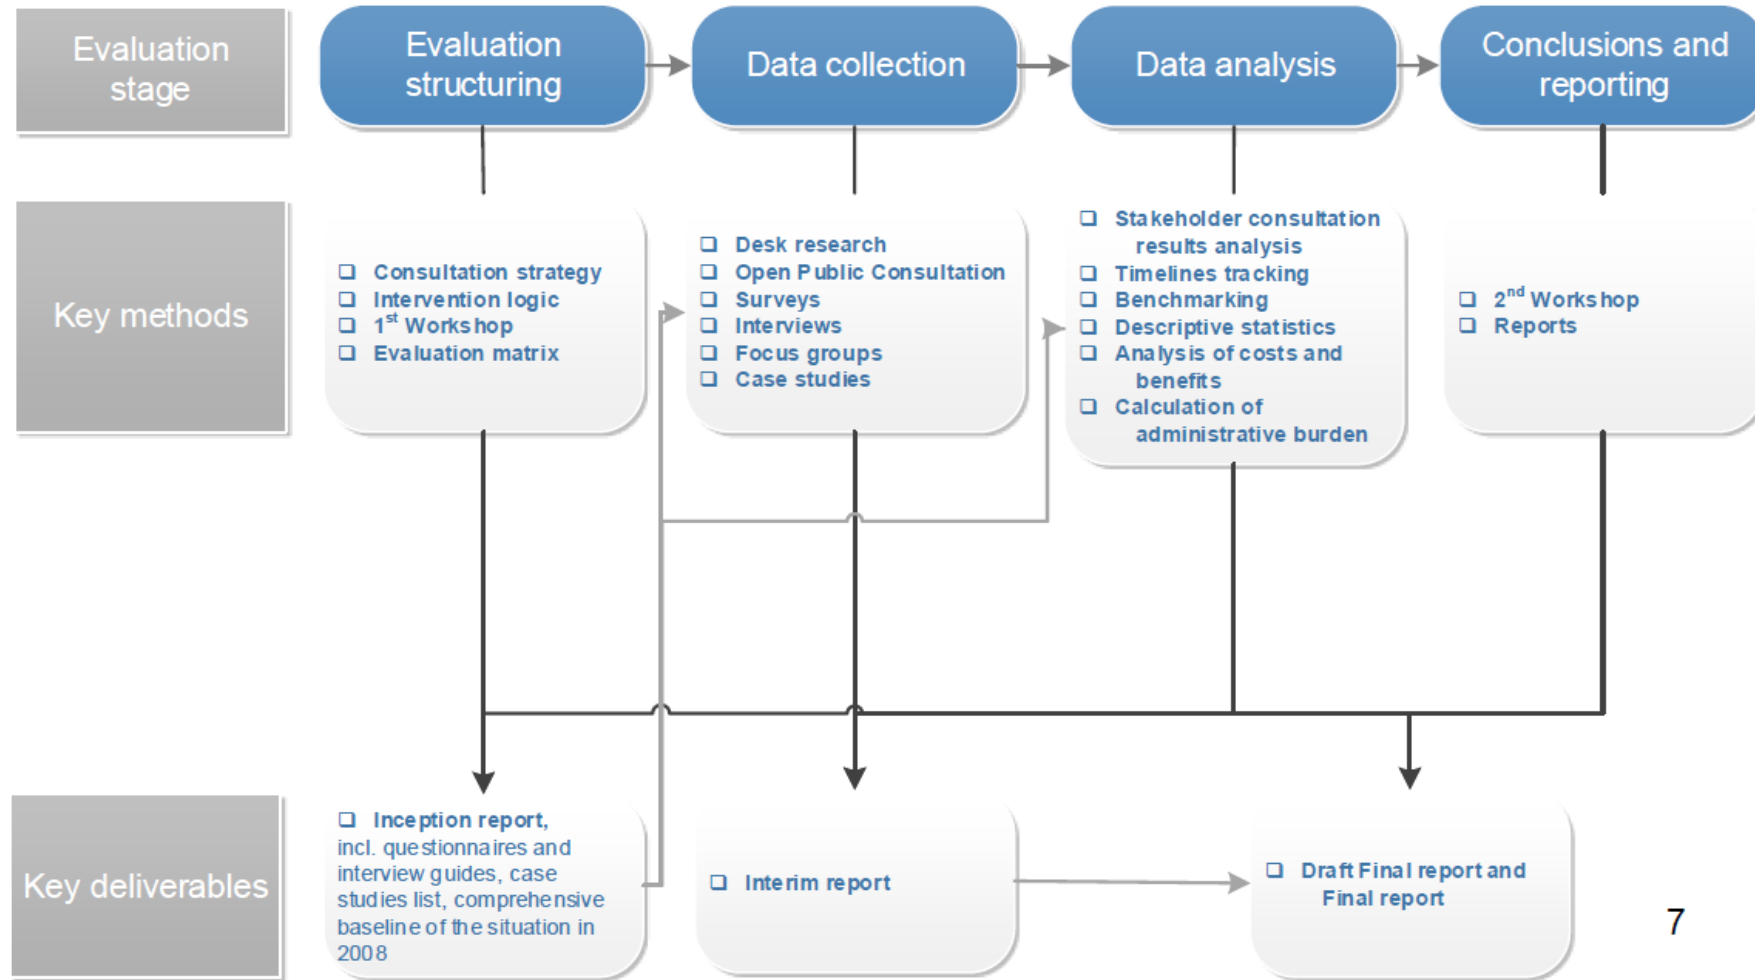 Evaluation
stage
Evaluation
structuring
Data collection
Data analysis
Conclusions and
reporting
Key methods
❑ Consultation strategy
❑ Intervention logic
❑ 1st Workshop
❑ Evaluation matrix
❑ Desk research
❑ Open Public Consultation
❑ Surveys
❑ Interviews
❑ Focus groups
❑ Case studies
❑ Stakeholder consultation
results analysis
❑ Timelines tracking
❑ Benchmarking
❑ Descriptive statistics
❑ Analysis of costs and
benefits
❑ Calculation of
administrative burden
❑ 2nd Workshop
❑ Reports
Key deliverables
❑ Inception report,
incl. questionnaires and
interview guides, case
studies list, comprehensive
baseline of the situation in
2008
❑ Interim report
❑ Draft Final report and
Final report
7